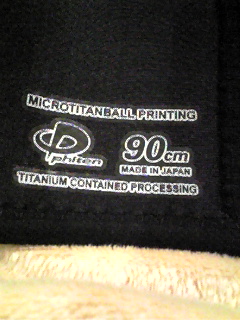 MICROTITANBALL PRINTING
phiten
90cm
MADE IN JAPAN
TITANIUM CONTAINED PROCESSING